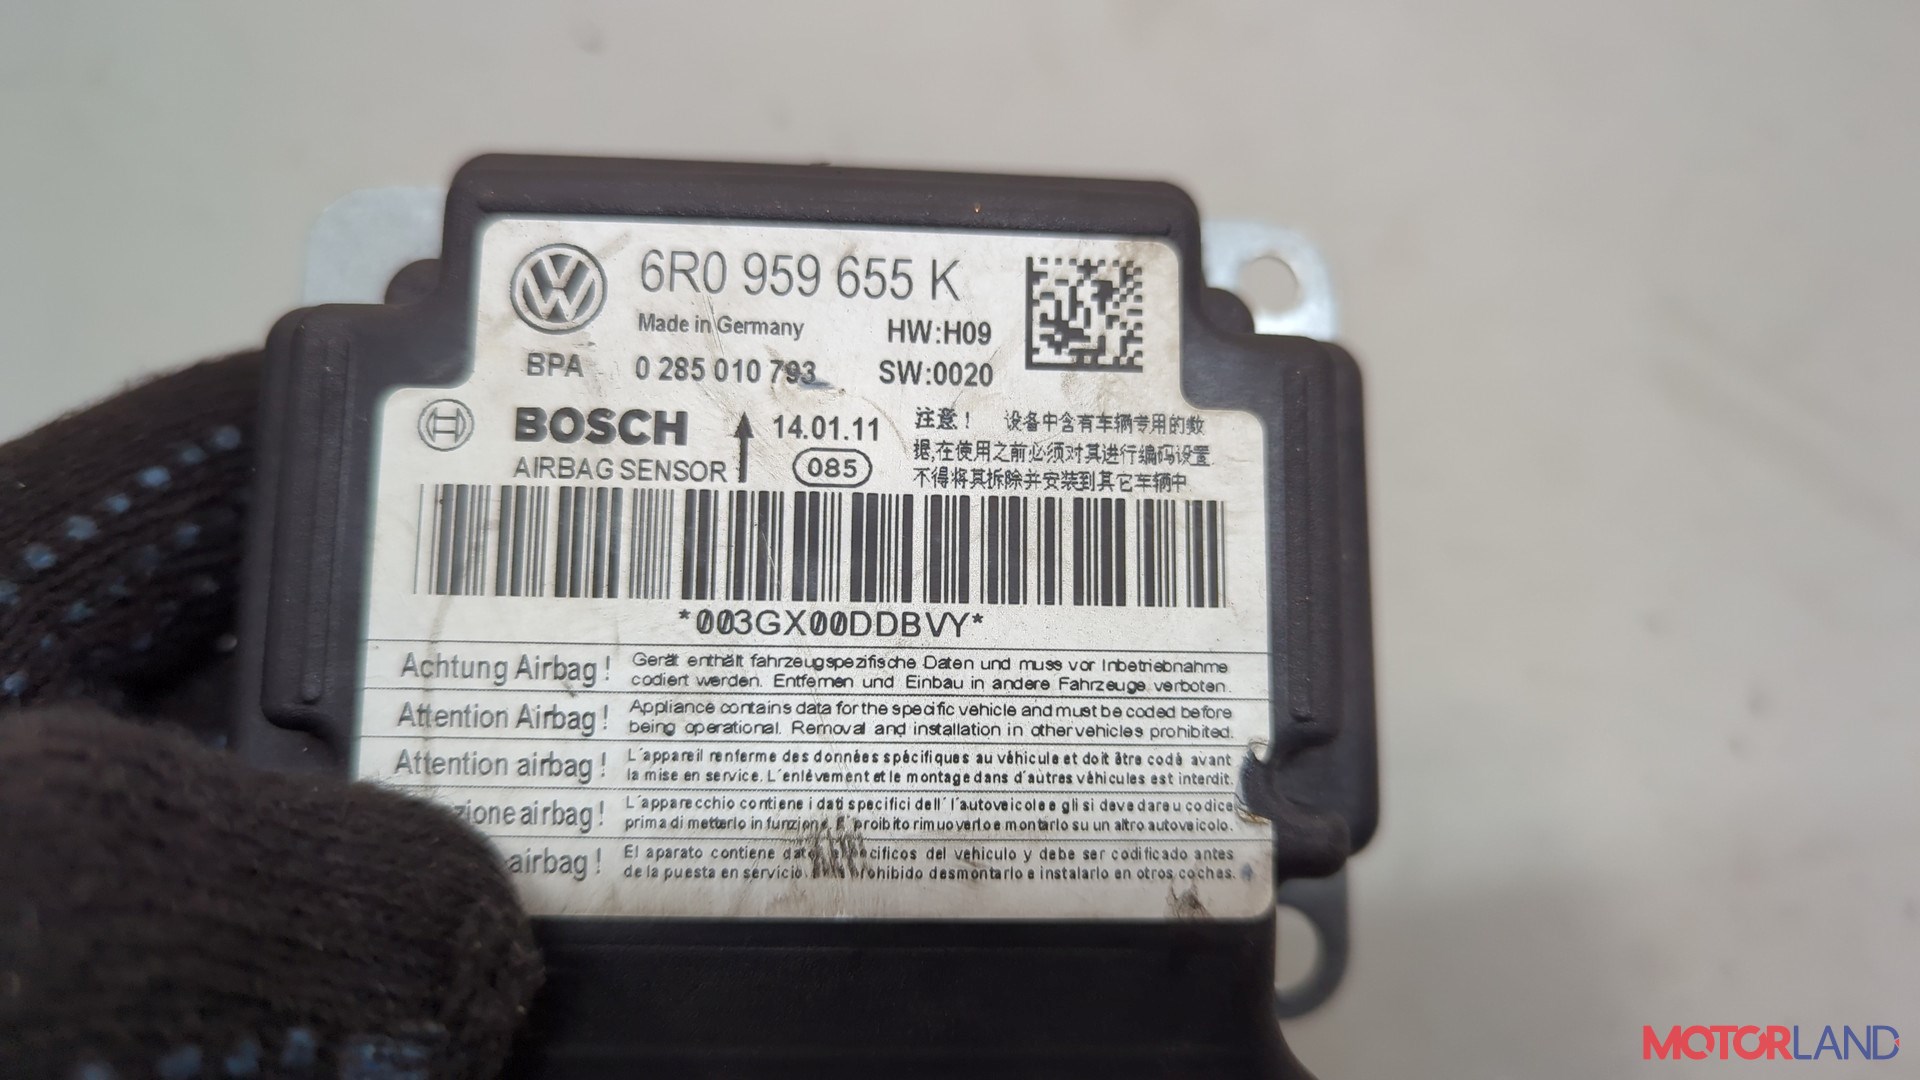 6R0 959 655 K
Made in Germany HW:H09
BPA 0 285 010 793 SW:0020
BOSCH 14.01.11
AIRBAG SENSOR 085
注意! 设备中含有车辆专用的数
据,在使用之前必须对其进行编码设置.
不得将其拆除并安装到其它车辆中
*003GX00DDBVY*
Achtung Airbag! Gerät enthält fahrzeugspezifische Daten und muss vor Inbetriebnahme
codiert werden. Entfernen und Einbau in andere Fahrzeuge verboten.
Attention Airbag! Appliance contains data for the specific vehicle and must be coded before
being operational. Removal and installation in other vehicles prohibited.
Attention airbag! L'appareil renferme des données spécifiques au véhicule et doit être codé avant
la mise en service. L'enlèvement et le montage dans d'autres véhicules est interdit.
airbag! L'apparecchio contiene i dati specifici dell'autoveicolo e gli si deve dare u codice
prima di metterlo in funzione. E' proibito rimuoverlo e montarlo su un altro autoveicolo.
airbag! El aparato contiene del vehiculo y debe ser codificado antes
de la puesta en servicio. desmontarlo e instalarlo en otros coches.
MOTORLAND